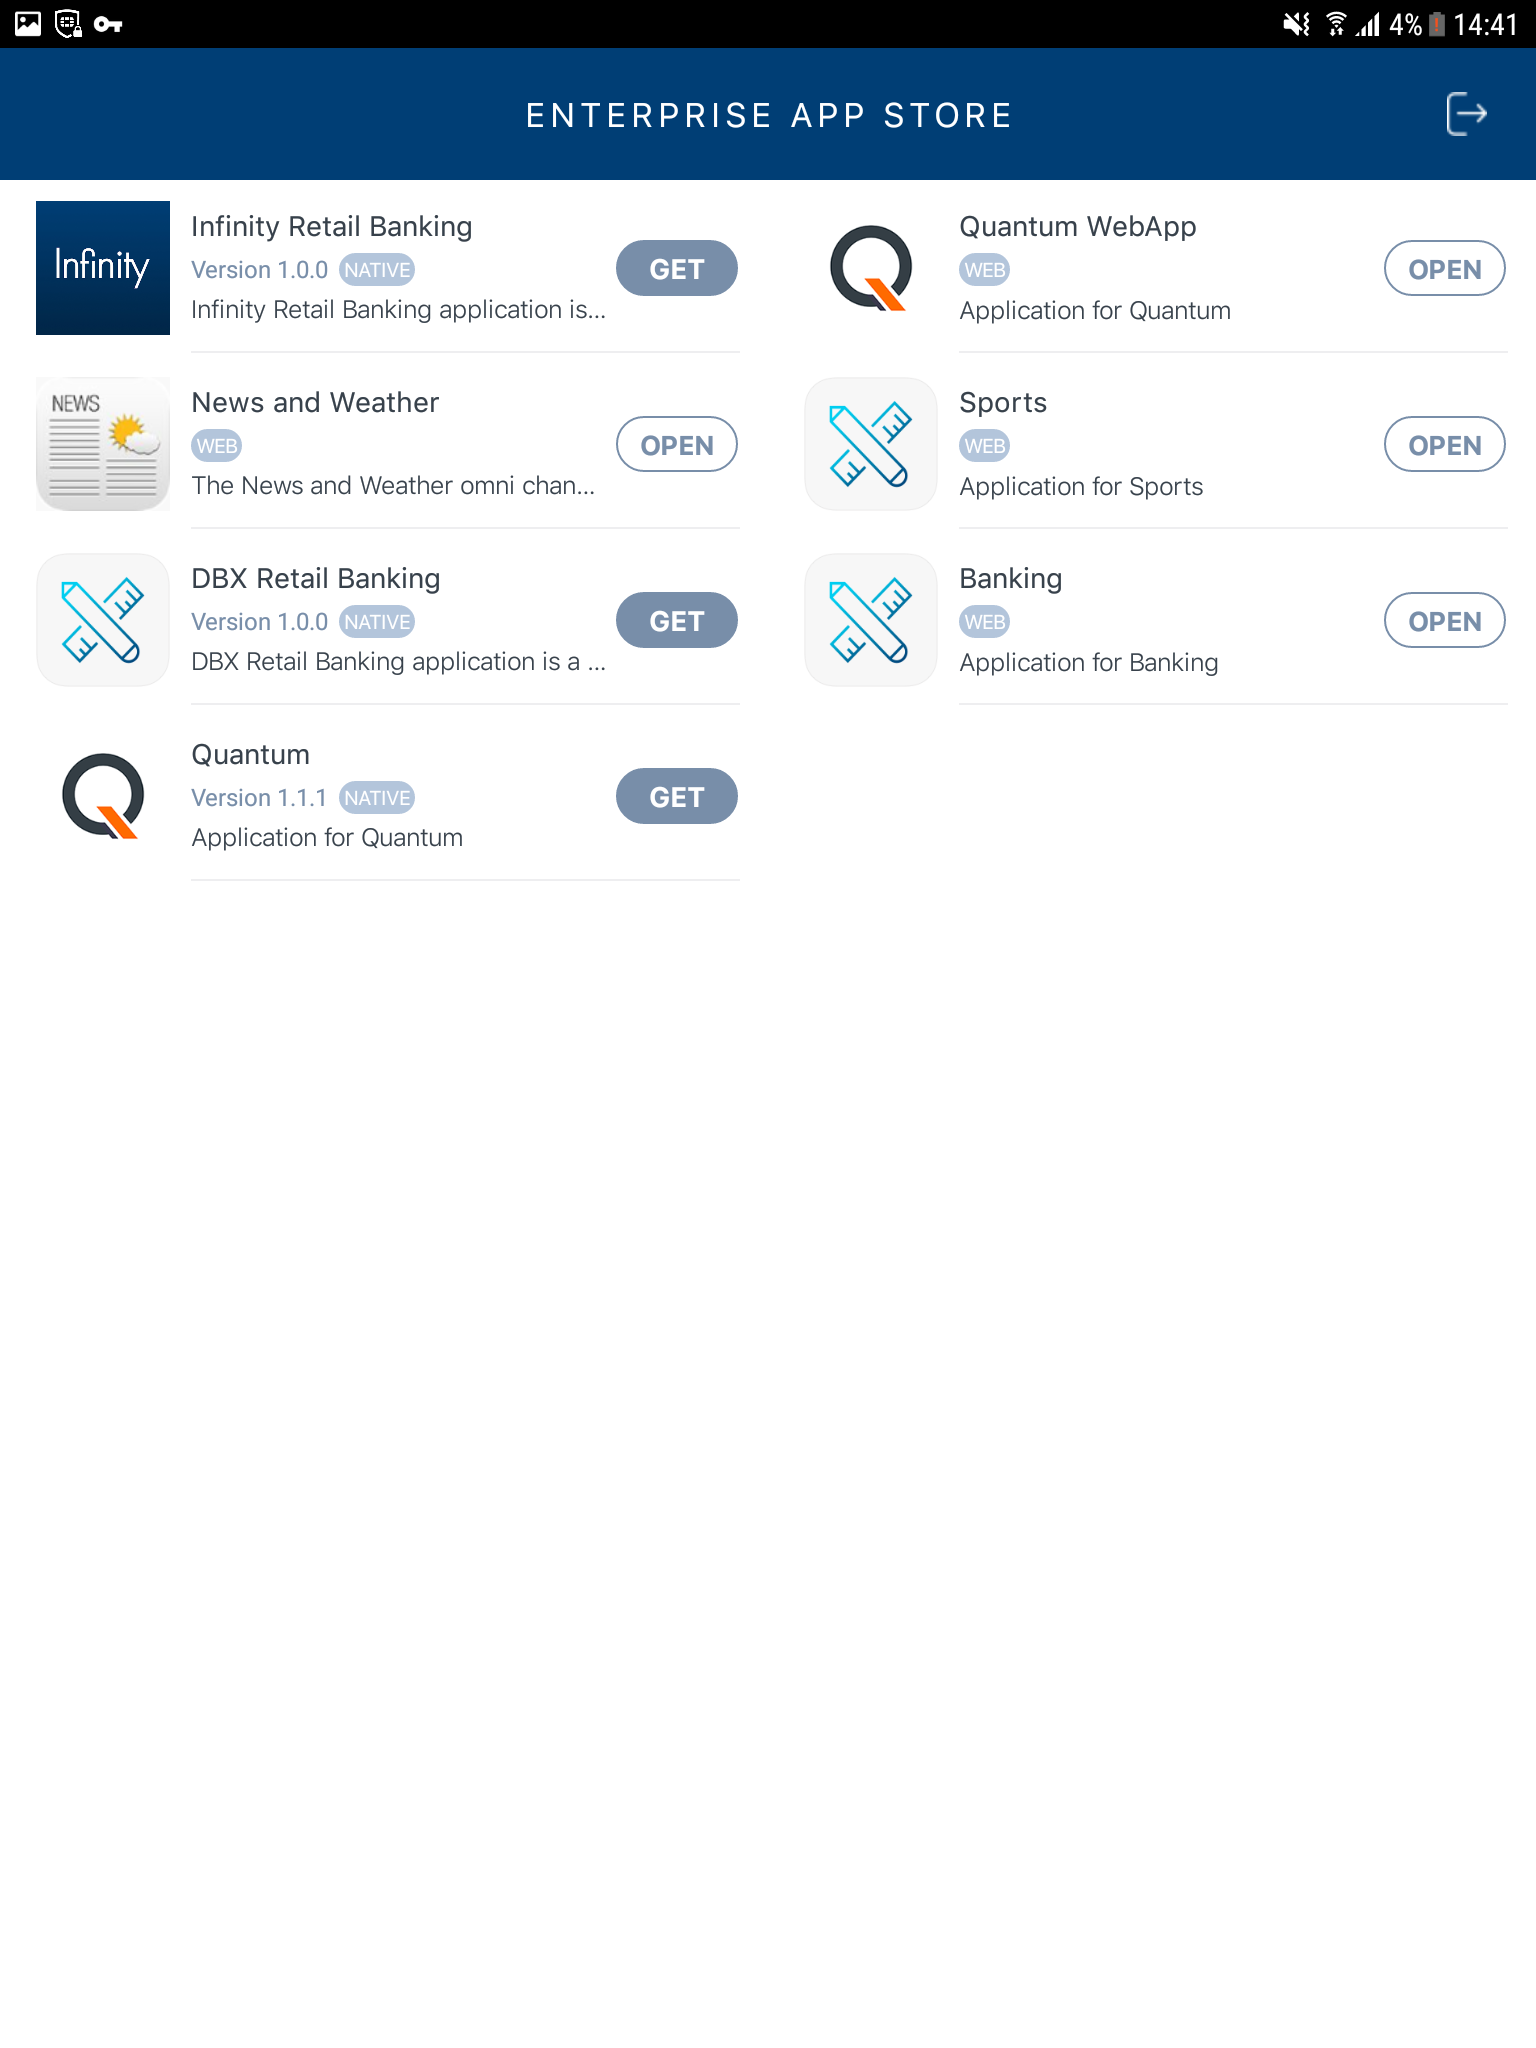 4% 14:41
ENTERPRISE APP STORE
Infinity
Infinity Retail Banking
Version 1.0.0 NATIVE
Infinity Retail Banking application is...
GET
Quantum WebApp
WEB
Application for Quantum
OPEN
NEWS
News and Weather
WEB
The News and Weather omni chan...
OPEN
Sports
WEB
Application for Sports
OPEN
DBX Retail Banking
Version 1.0.0 NATIVE
DBX Retail Banking application is a ...
GET
Banking
WEB
Application for Banking
OPEN
Quantum
Version 1.1.1 NATIVE
Application for Quantum
GET